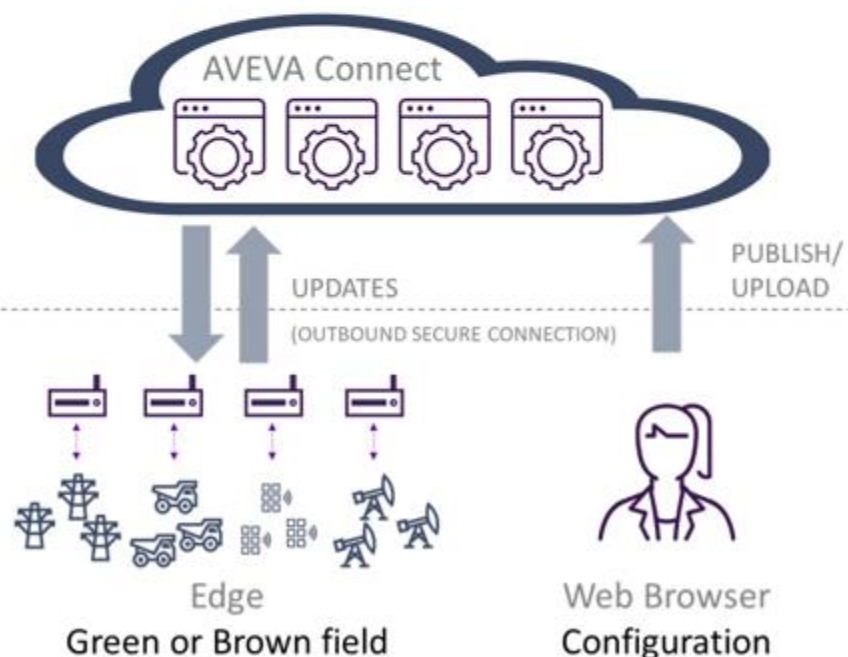 AVEVA Connect
UPDATES
(OUTBOUND SECURE CONNECTION)
PUBLISH/
UPLOAD
Edge
Green or Brown field
Web Browser
Configuration